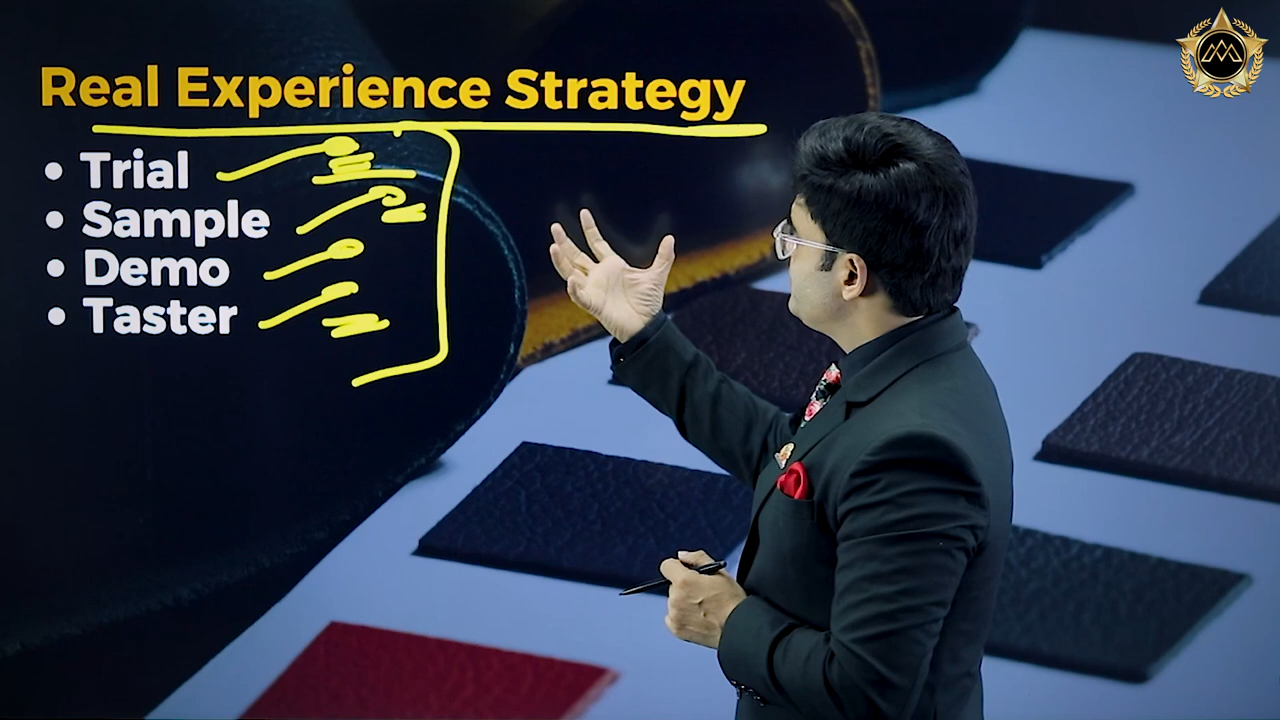 Real Experience Strategy
• Trial
• Sample
• Demo
• Taster